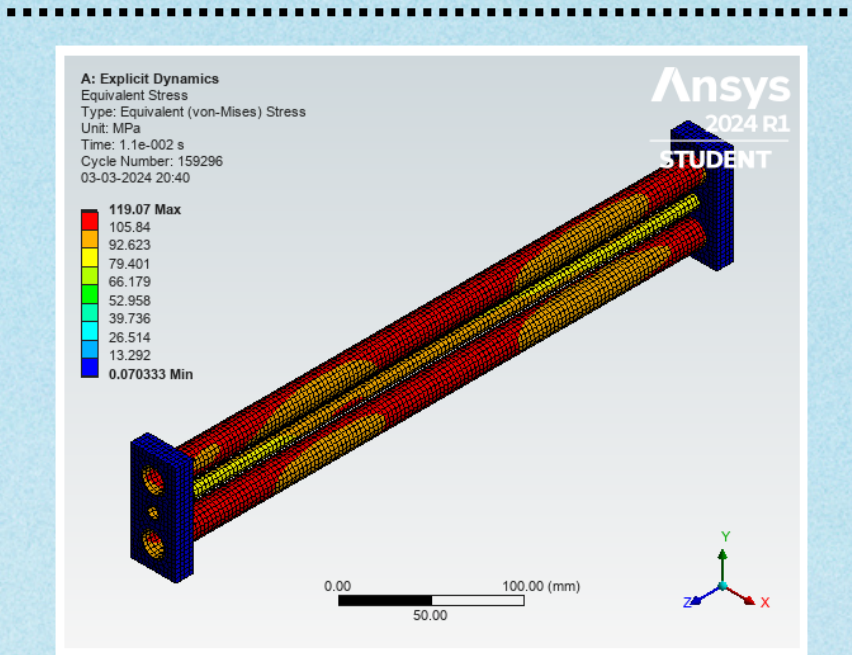 A: Explicit Dynamics
Equivalent Stress
Type: Equivalent (von-Mises) Stress
Unit: MPa
Time: 1.1e-002 s
Cycle Number: 159296
03-03-2024 20:40
Ansys
2024 R1
STUDENT
119.07 Max
105.84
92.623
79.401
66.179
52.958
39.736
26.514
13.292
0.070333 Min
0.00
100.00 (mm)
50.00
Y
Z
X